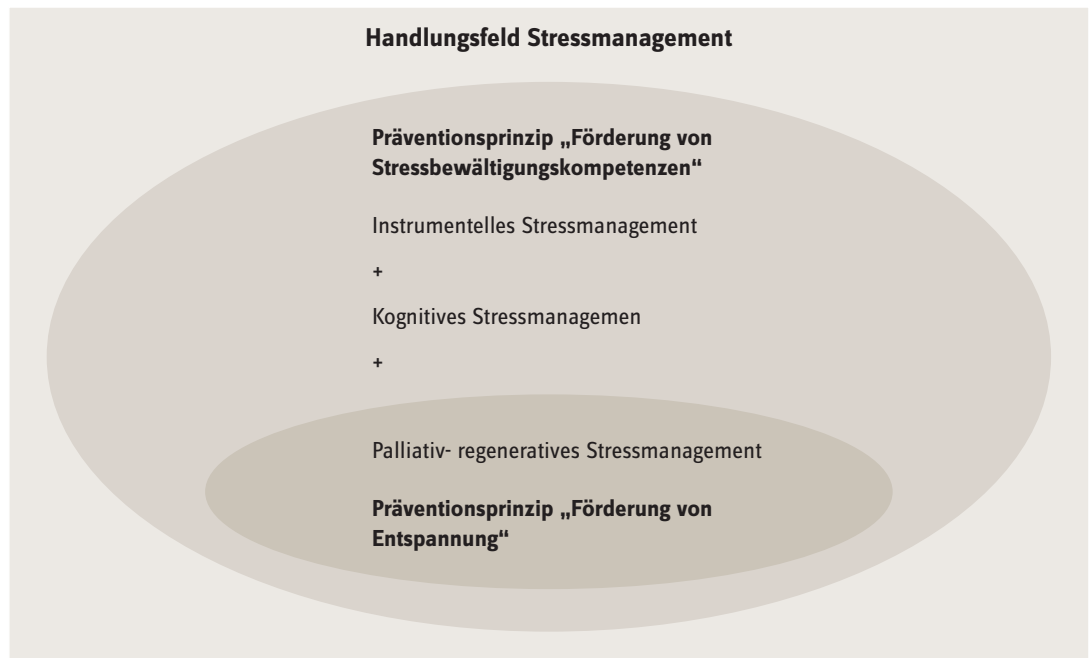 Handlungsfeld Stressmanagement
Präventionsprinzip „Förderung von
Stressbewältigungskompetenzen“
Instrumentelles Stressmanagement
+
Kognitives Stressmanagemen
+
Palliativ- regeneratives Stressmanagement
Präventionsprinzip „Förderung von
Entspannung“